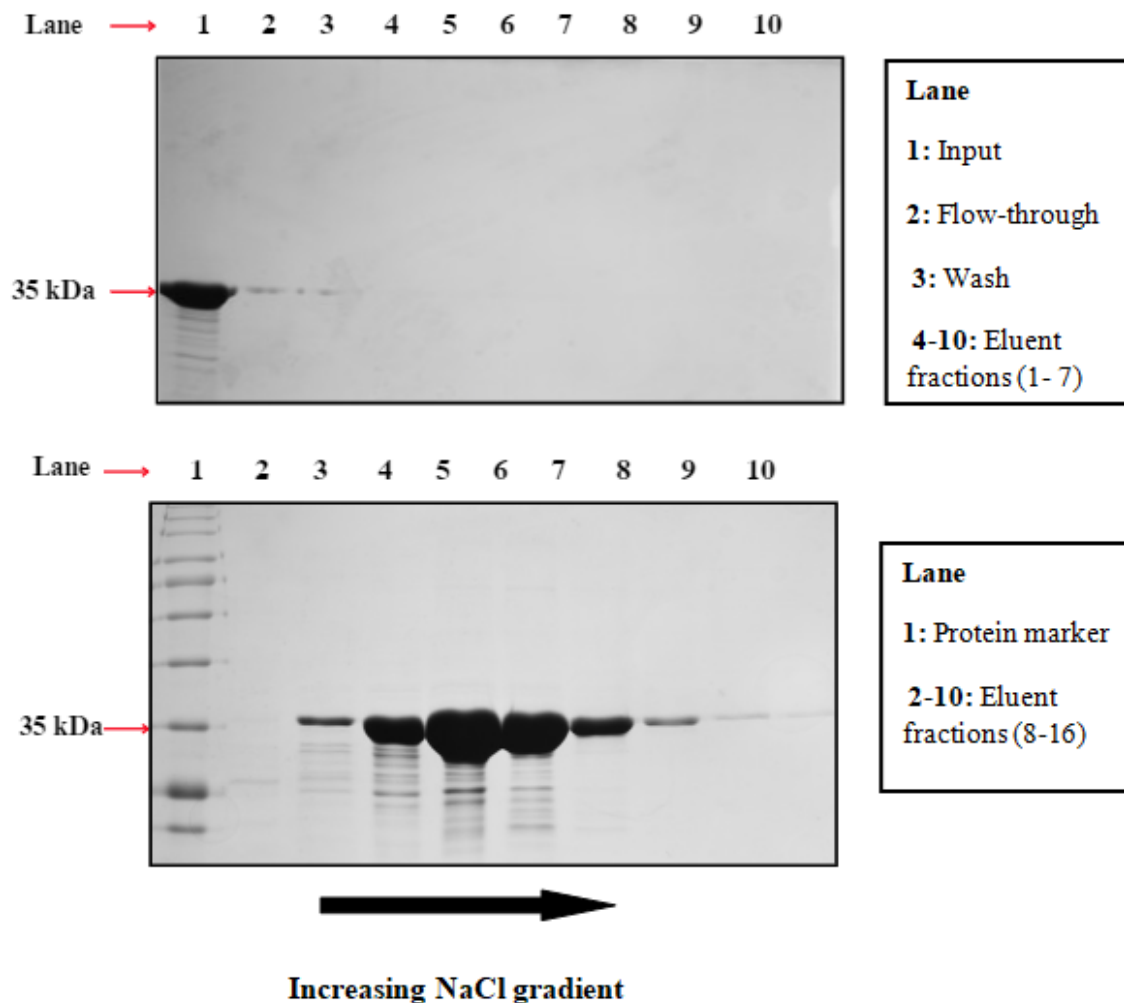 Lane 1 2 3 4 5 6 7 8 9 10
35 kDa
Lane
1: Input
2: Flow-through
3: Wash
4-10: Eluent
fractions (1- 7)
Lane 1 2 3 4 5 6 7 8 9 10
35 kDa
Lane
1: Protein marker
2-10: Eluent
fractions (8-16)
Increasing NaCl gradient